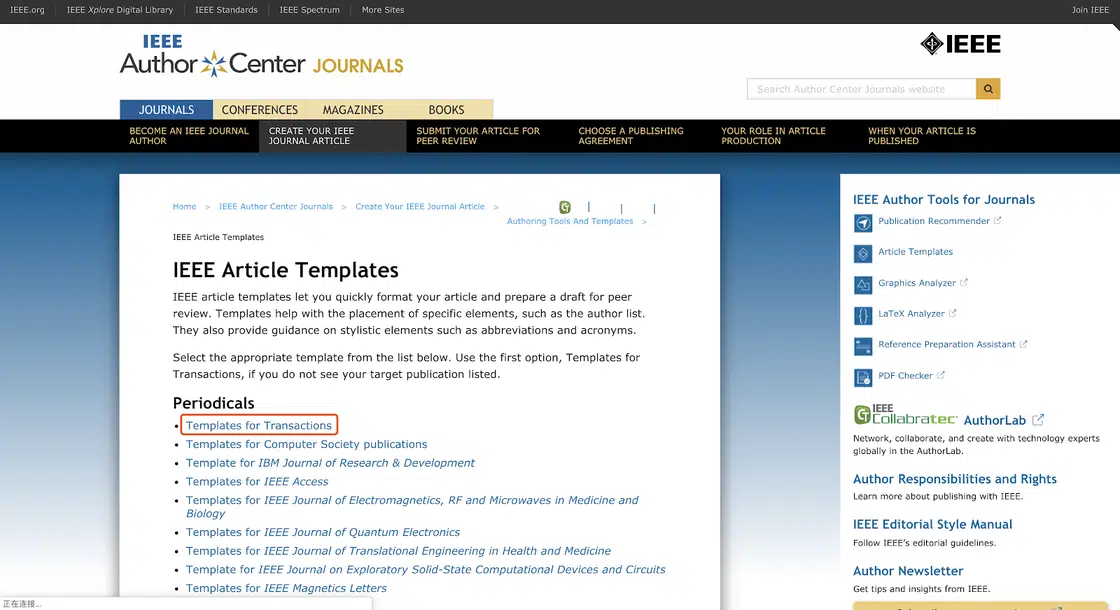 IEEE.org
IEEE Xplore Digital Library
IEEE Standards
IEEE Spectrum
More Sites
Join IEEE
IEEE
Author Center JOURNALS
IEEE
Search Author Center Journals website
JOURNALS
CONFERENCES
MAGAZINES
BOOKS
BECOME AN IEEE JOURNAL
AUTHOR
CREATE YOUR IEEE
JOURNAL ARTICLE
SUBMIT YOUR ARTICLE FOR
PEER REVIEW
CHOOSE A PUBLISHING
AGREEMENT
YOUR ROLE IN ARTICLE
PRODUCTION
WHEN YOUR ARTICLE IS
PUBLISHED
Home > IEEE Author Center Journals > Create Your IEEE Journal Article >
Authoring Tools And Templates >
IEEE Article Templates
IEEE Article Templates
IEEE article templates let you quickly format your article and prepare a draft for peer
review. Templates help with the placement of specific elements, such as the author list.
They also provide guidance on stylistic elements such as abbreviations and acronyms.
Select the appropriate template from the list below. Use the first option, Templates for
Transactions, if you do not see your target publication listed.
Periodicals
• Templates for Transactions
• Templates for Computer Society publications
• Template for IBM Journal of Research & Development
• Templates for IEEE Access
• Templates for IEEE Journal of Electromagnetics, RF and Microwaves in Medicine and
Biology
• Templates for IEEE Journal of Quantum Electronics
• Templates for IEEE Journal of Translational Engineering in Health and Medicine
• Template for IEEE Journal on Exploratory Solid-State Computational Devices and Circuits
• Templates for IEEE Magnetics Letters
IEEE Author Tools for Journals
Publication Recommender
Article Templates
Graphics Analyzer
LaTeX Analyzer
Reference Preparation Assistant
PDF Checker
IEEE
Collabratec AuthorLab
Network, collaborate, and create with technology experts
globally in the AuthorLab.
Author Responsibilities and Rights
Learn more about publishing with IEEE.
IEEE Editorial Style Manual
Follow IEEE's editorial guidelines.
Author Newsletter
Get tips and insights from IEEE.
正在连接...